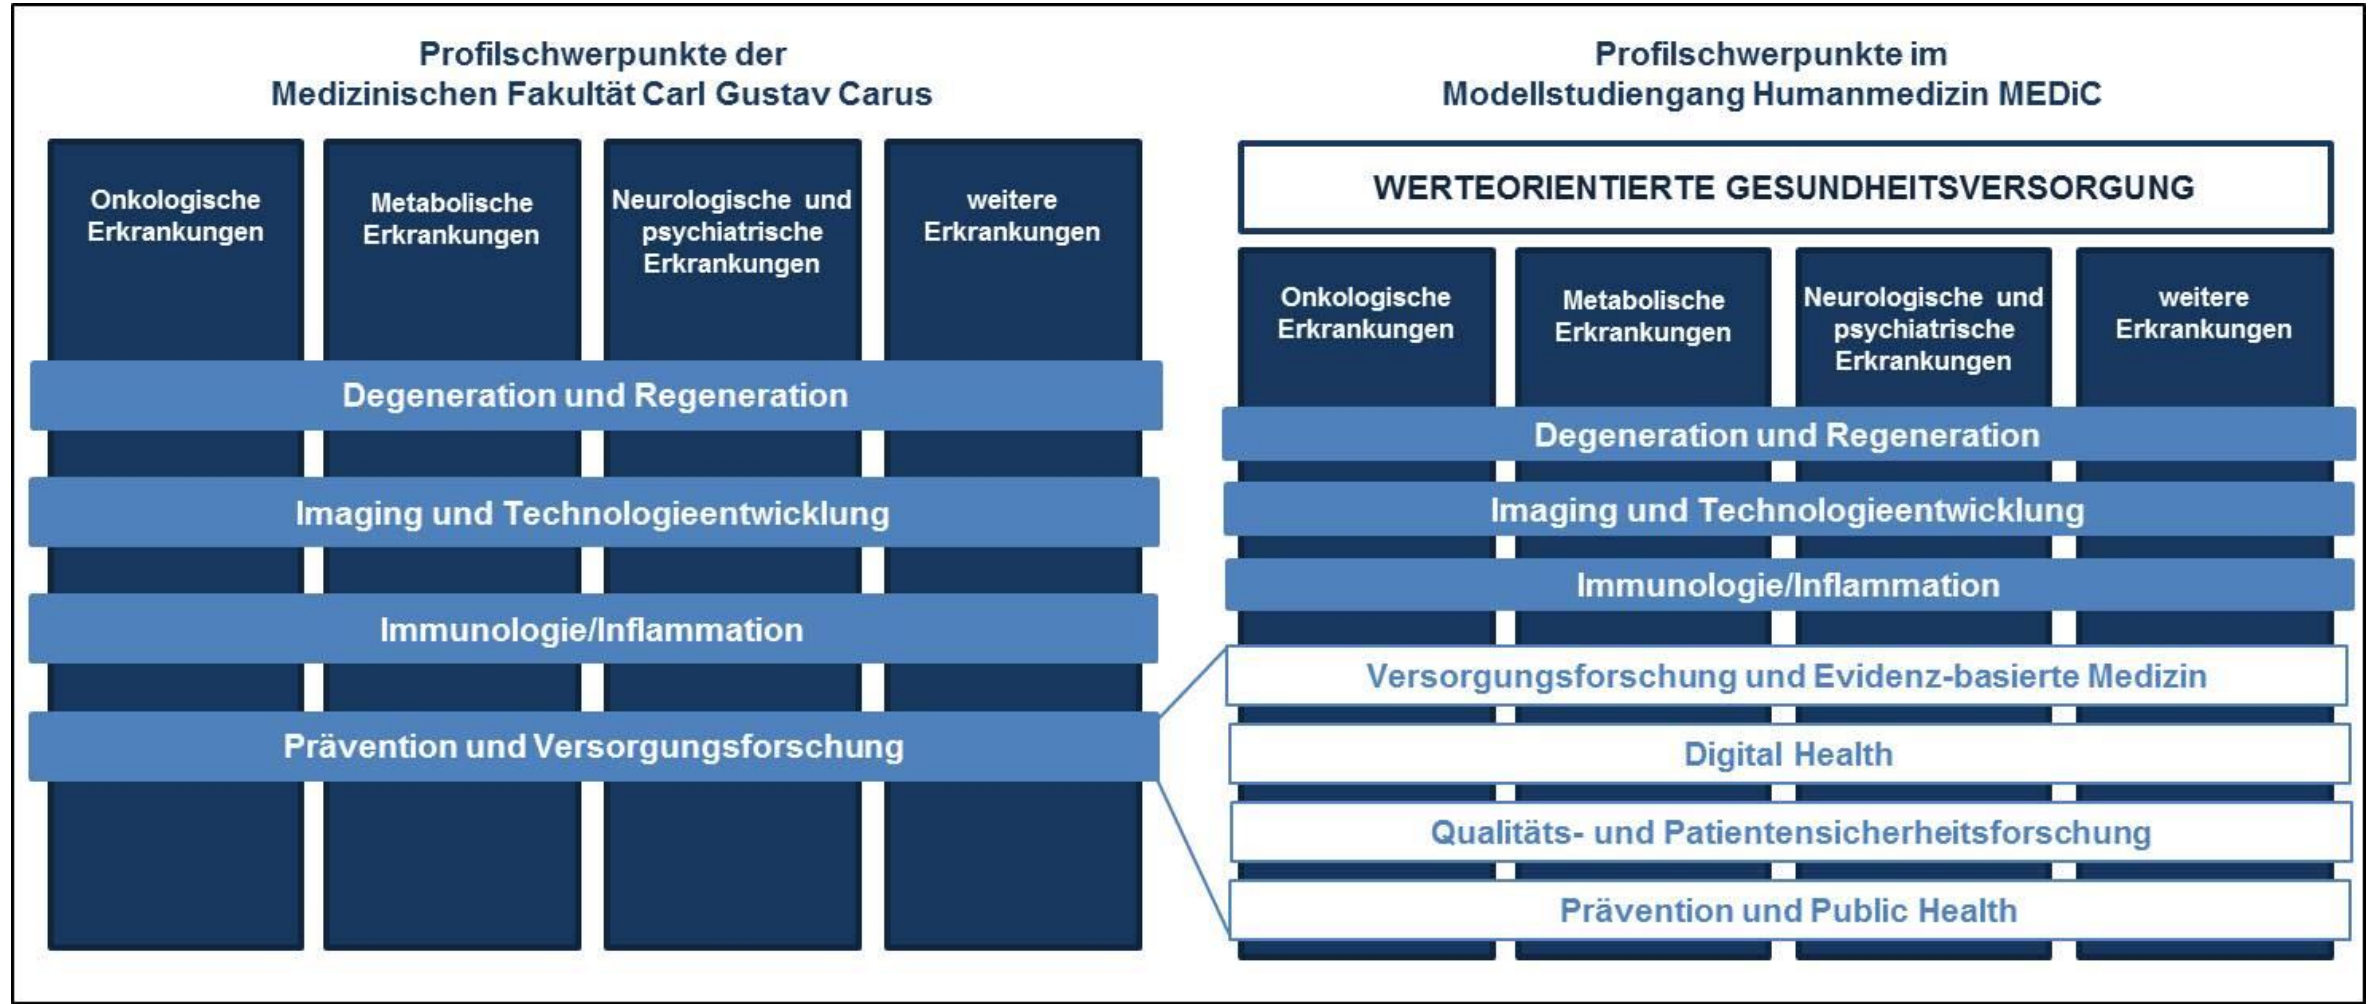 Profilschwerpunkte der
Medizinischen Fakultät Carl Gustav Carus
Onkologische
Erkrankungen
Metabolische
Erkrankungen
Neurologische und
psychiatrische
Erkrankungen
weitere
Erkrankungen
Degeneration und Regeneration
Imaging und Technologieentwicklung
Immunologie/Inflammation
Prävention und Versorgungsforschung
Profilschwerpunkte im
Modellstudiengang Humanmedizin MEDiC
WERTEORIENTIERTE GESUNDHEITSVERSORGUNG
Onkologische
Erkrankungen
Metabolische
Erkrankungen
Neurologische und
psychiatrische
Erkrankungen
weitere
Erkrankungen
Degeneration und Regeneration
Imaging und Technologieentwicklung
Immunologie/Inflammation
Versorgungsforschung und Evidenz-basierte Medizin
Digital Health
Qualitäts- und Patientensicherheitsforschung
Prävention und Public Health